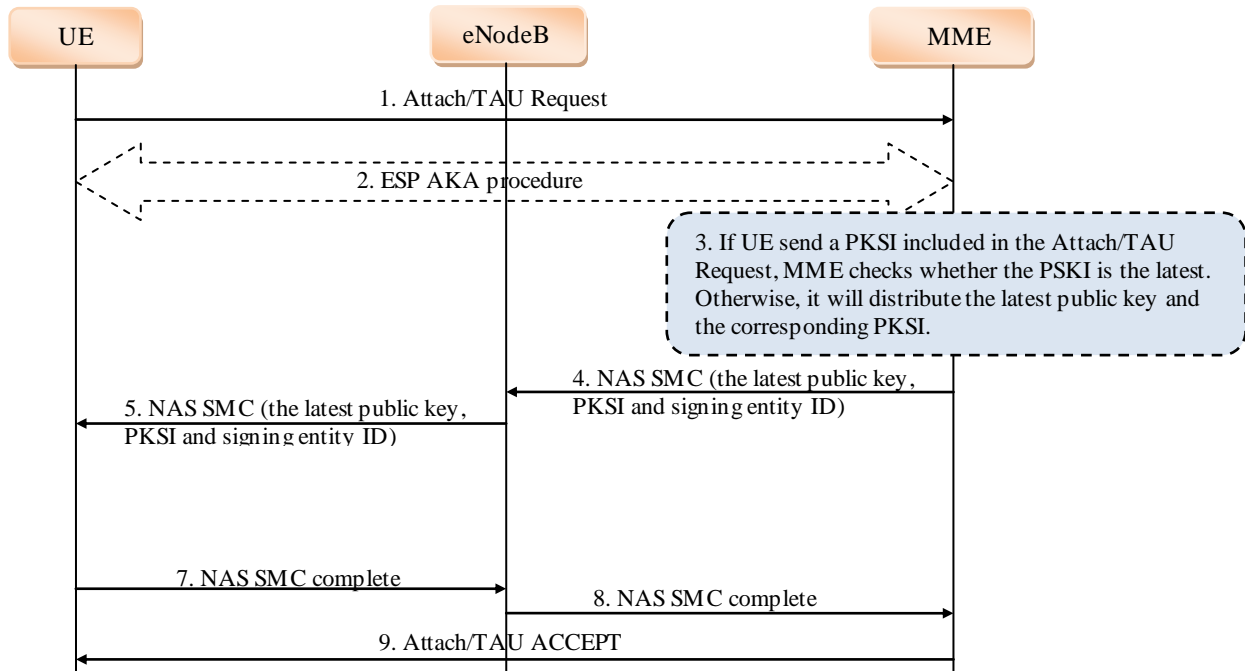 UE
eNodeB
MME
1. Attach/TAU Request
2. ESP AKA procedure
3. If UE send a PKSI included in the Attach/TAU
Request, MME checks whether the PSKI is the latest.
Otherwise, it will distribute the latest public key and
the corresponding PKSI.
4. NAS SMC (the latest public key,
PKSI and signing entity ID)
5. NAS SMC (the latest public key,
PKSI and signing entity ID)
7. NAS SMC complete
8. NAS SMC complete
9. Attach/TAU ACCEPT